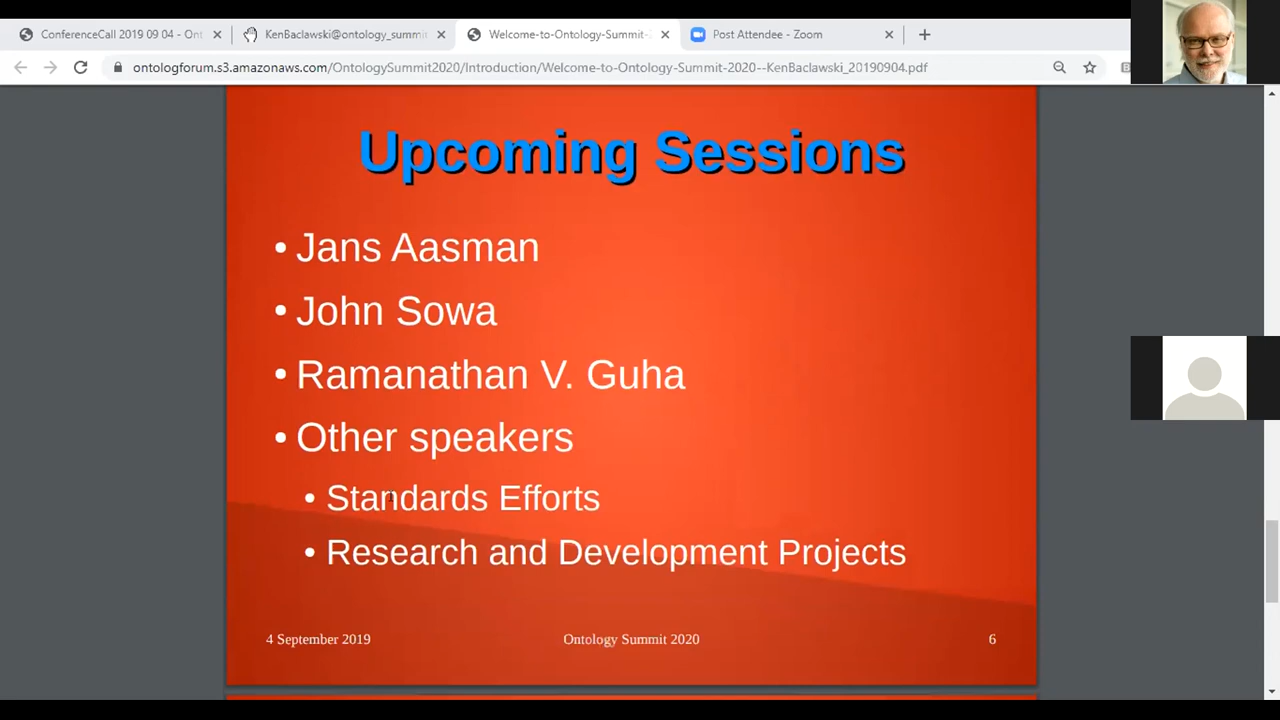 ConferenceCall 2019 09 04 - Ont
KenBaclawski@ontology_summi
Welcome-to-Ontology-Summit-
Post Attendee - Zoom
ontologforum.s3.amazonaws.com/OntologySummit2020/Introduction/Welcome-to-Ontology-Summit-2020--KenBaclawski_20190904.pdf
Upcoming Sessions
• Jans Aasman
• John Sowa
• Ramanathan V. Guha
• Other speakers
• Standards Efforts
• Research and Development Projects
4 September 2019 Ontology Summit 2020 6